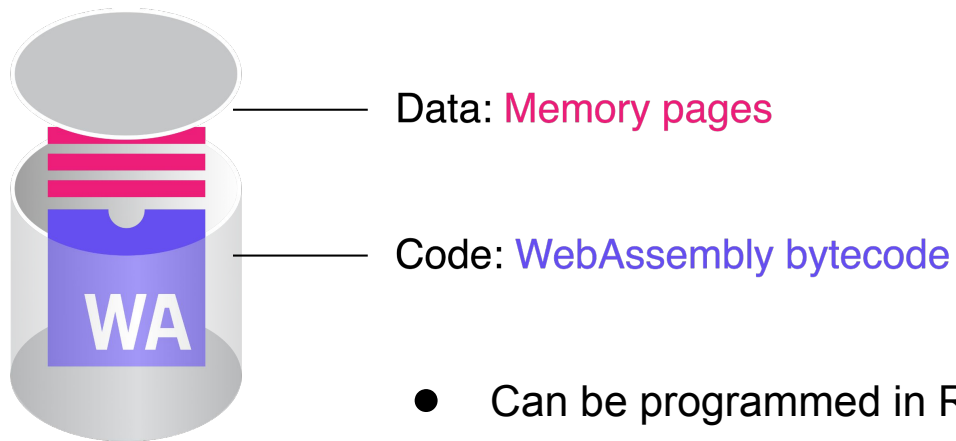 Data: Memory pages
Code: WebAssembly bytecode
WA
● Can be programmed in R